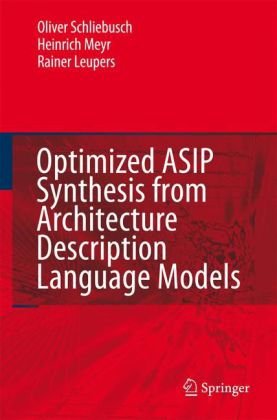 Oliver Schliebusch
Heinrich Meyr
Rainer Leupers
Optimized ASIP
Synthesis from
Architecture
Description
Language Models
Springer